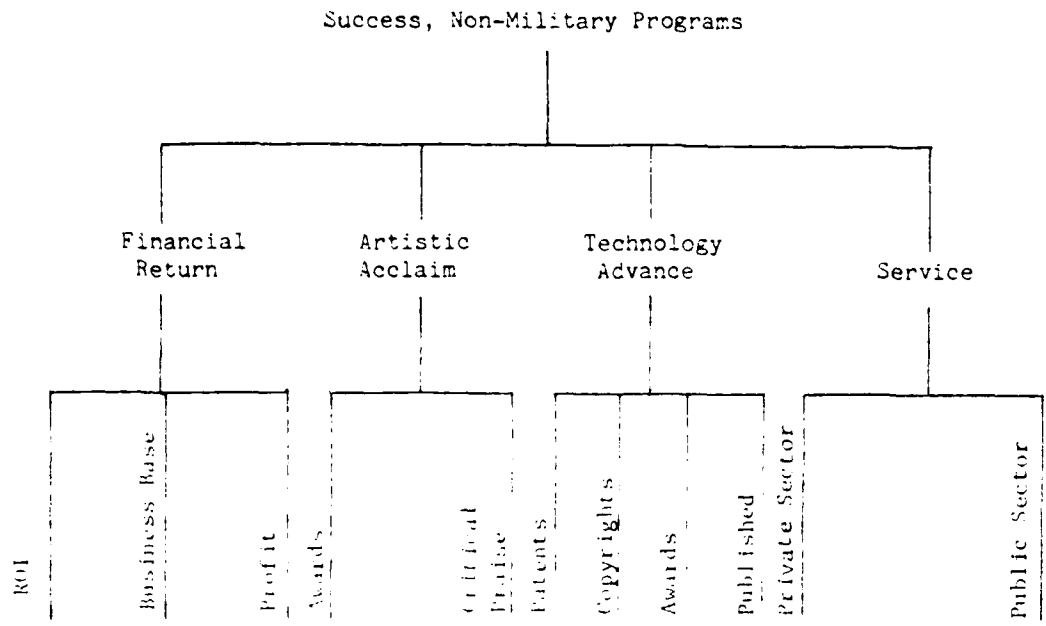 Success, Non-Military Programs
Financial
Return
Artistic
Acclaim
Technology
Advance
Service
ROI
Business Base
Profit
Awards
Critical
Praise
Patents
Copyrights
Awards
Published
Private Sector
Public Sector